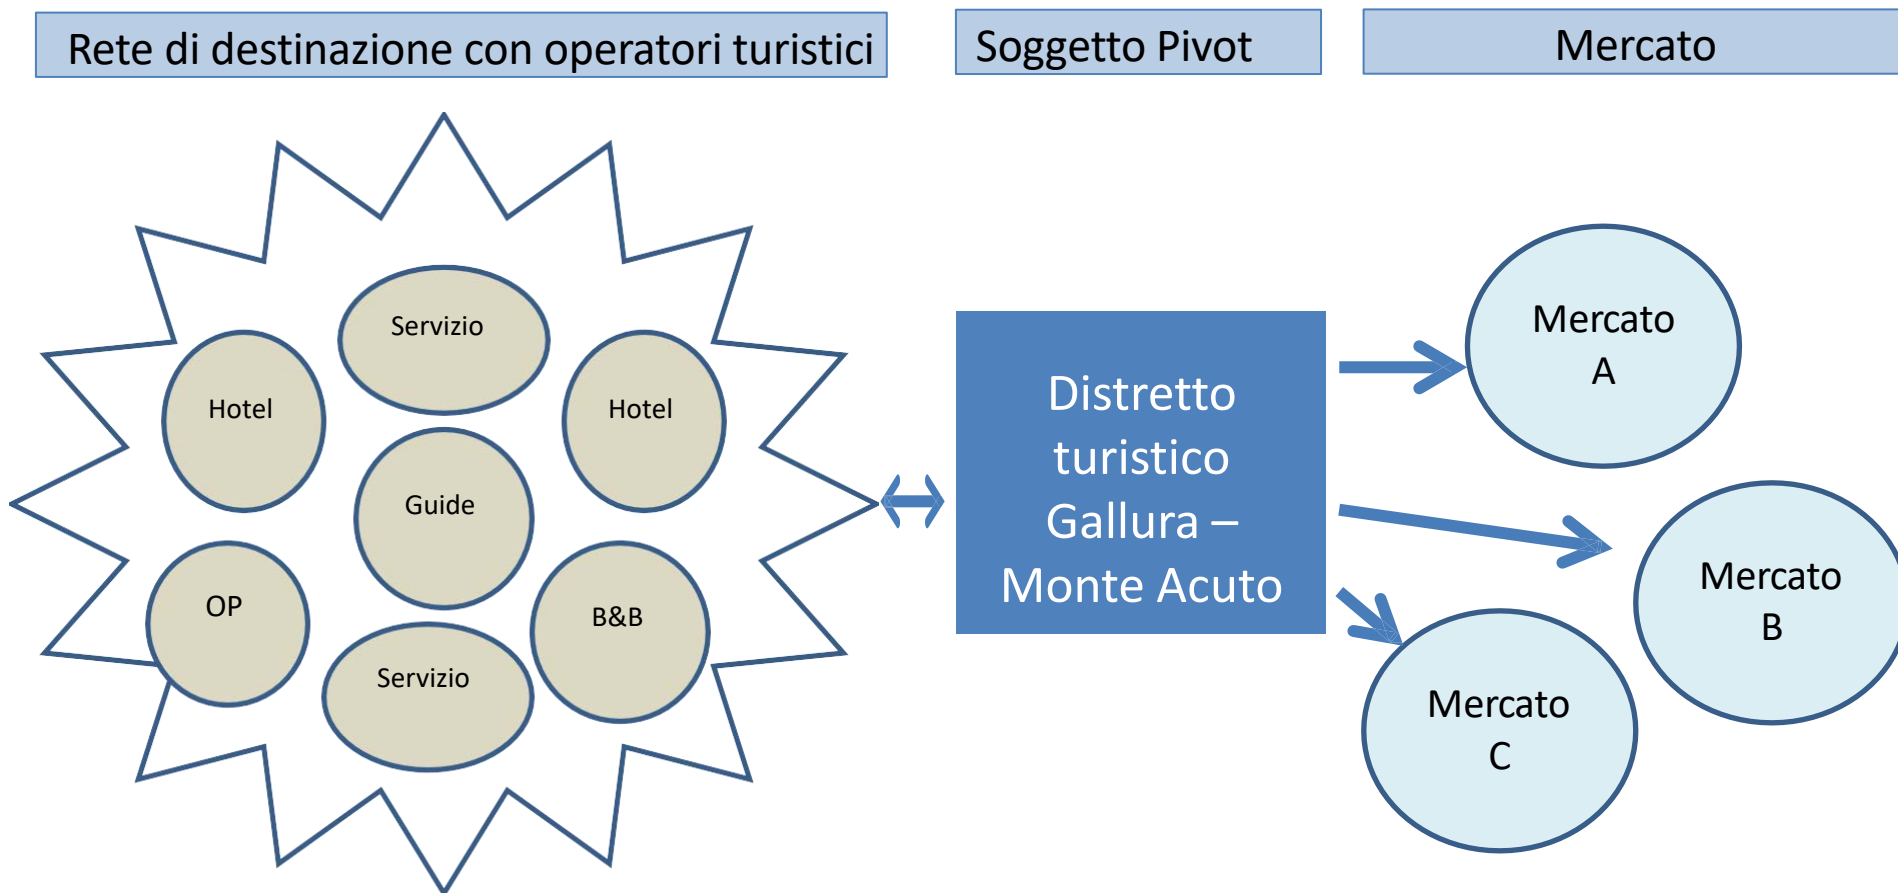 Rete di destinazione con operatori turistici
Soggetto Pivot
Mercato
Servizio
Hotel
Hotel
Guide
OP
B&B
Servizio
Distretto
turistico
Gallura –
Monte Acuto
Mercato
A
Mercato
B
Mercato
C